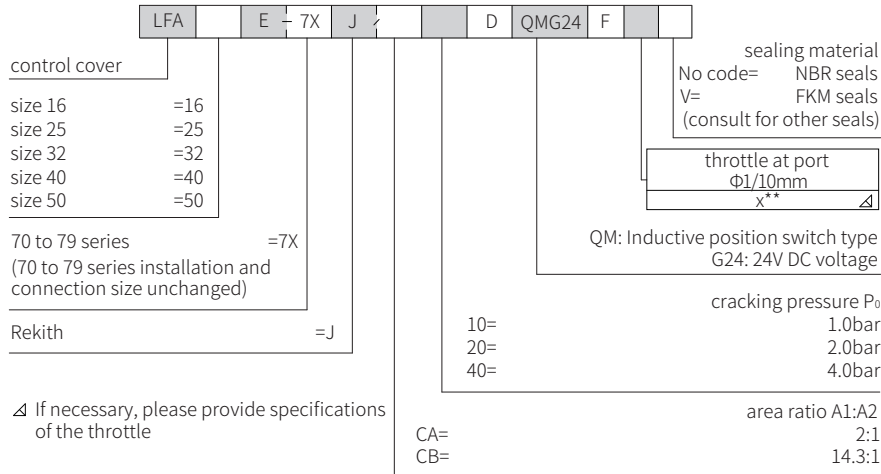 LFA E – 7X J / D QMG24 F
control cover
size 16 =16
size 25 =25
size 32 =32
size 40 =40
size 50 =50
70 to 79 series =7X
(70 to 79 series installation and
connection size unchanged)
Rekith =J
⊿ If necessary, please provide specifications
of the throttle
sealing material
No code= NBR seals
V= FKM seals
(consult for other seals)
throttle at port
Φ1/10mm
x** ⊿
QM: Inductive position switch type
G24: 24V DC voltage
cracking pressure P₀
10= 1.0bar
20= 2.0bar
40= 4.0bar
area ratio A1:A2
CA= 2:1
CB= 14.3:1